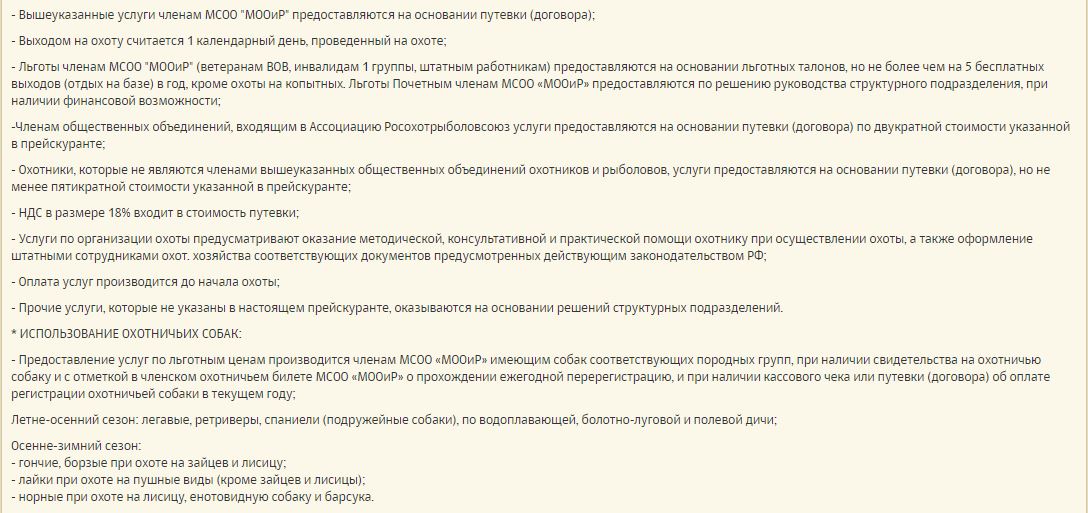 - Вышеуказанные услуги членам МСОО "МООиР" предоставляются на основании путевки (договора);
- Выходом на охоту считается 1 календарный день, проведенный на охоте;
- Льготы членам МСОО "МООиР" (ветеранам ВОВ, инвалидам 1 группы, штатным работникам) предоставляются на основании льготных талонов, но не более чем на 5 бесплатных
выходов (отдых на базе) в год, кроме охоты на копытных. Льготы Почетным членам МСОО «МООиР» предоставляются по решению руководства структурного подразделения, при
наличии финансовой возможности;
-Членам общественных объединений, входящим в Ассоциацию Росохотрыболовсоюз услуги предоставляются на основании путевки (договора) по двукратной стоимости указанной
в прейскуранте;
- Охотники, которые не являются членами вышеуказанных общественных объединений охотников и рыболовов, услуги предоставляются на основании путевки (договора), но не
менее пятикратной стоимости указанной в прейскуранте;
- НДС в размере 18% входит в стоимость путевки;
- Услуги по организации охоты предусматривают оказание методической, консультативной и практической помощи охотнику при осуществлении охоты, а также оформление
штатными сотрудниками охот. хозяйства соответствующих документов предусмотренных действующим законодательством РФ;
- Оплата услуг производится до начала охоты;
- Прочие услуги, которые не указаны в настоящем прейскуранте, оказываются на основании решений структурных подразделений.
* ИСПОЛЬЗОВАНИЕ ОХОТНИЧЬИХ СОБАК:
- Предоставление услуг по льготным ценам производится членам МСОО «МООиР» имеющим собак соответствующих породных групп, при наличии свидетельства на охотничью
собаку и с отметкой в членском охотничьем билете МСОО «МООиР» о прохождении ежегодной перерегистрацию, и при наличии кассового чека или путевки (договора) об оплате
регистрации охотничьей собаки в текущем году;
Летне-осенний сезон: легавые, ретриверы, спаниели (подружейные собаки), по водоплавающей, болотно-луговой и полевой дичи;
Осенне-зимний сезон:
- гончие, борзые при охоте на зайцев и лисицу;
- лайки при охоте на пушные виды (кроме зайцев и лисицы);
- норные при охоте на лисицу, енотовидную собаку и барсука.